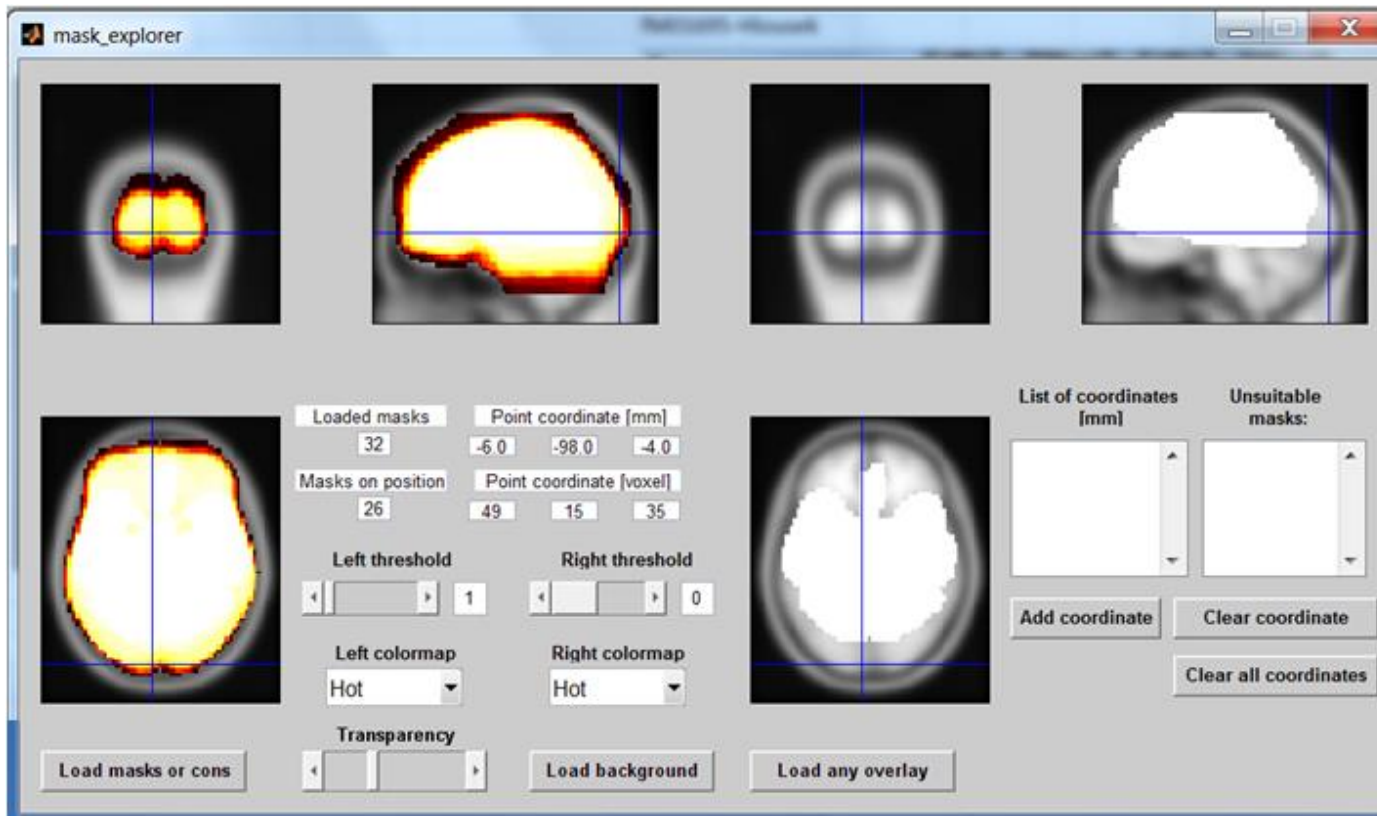 mask_explorer
Loaded masks
32
Point coordinate [mm]
-6.0 -98.0 -4.0
Masks on position
26
Point coordinate [voxel]
49 15 35
Left threshold
1
Right threshold
0
Left colormap
Hot
Right colormap
Hot
Transparency
List of coordinates
[mm]
Unsuitable
masks:
Add coordinate
Clear coordinate
Clear all coordinates
Load masks or cons
Load background
Load any overlay